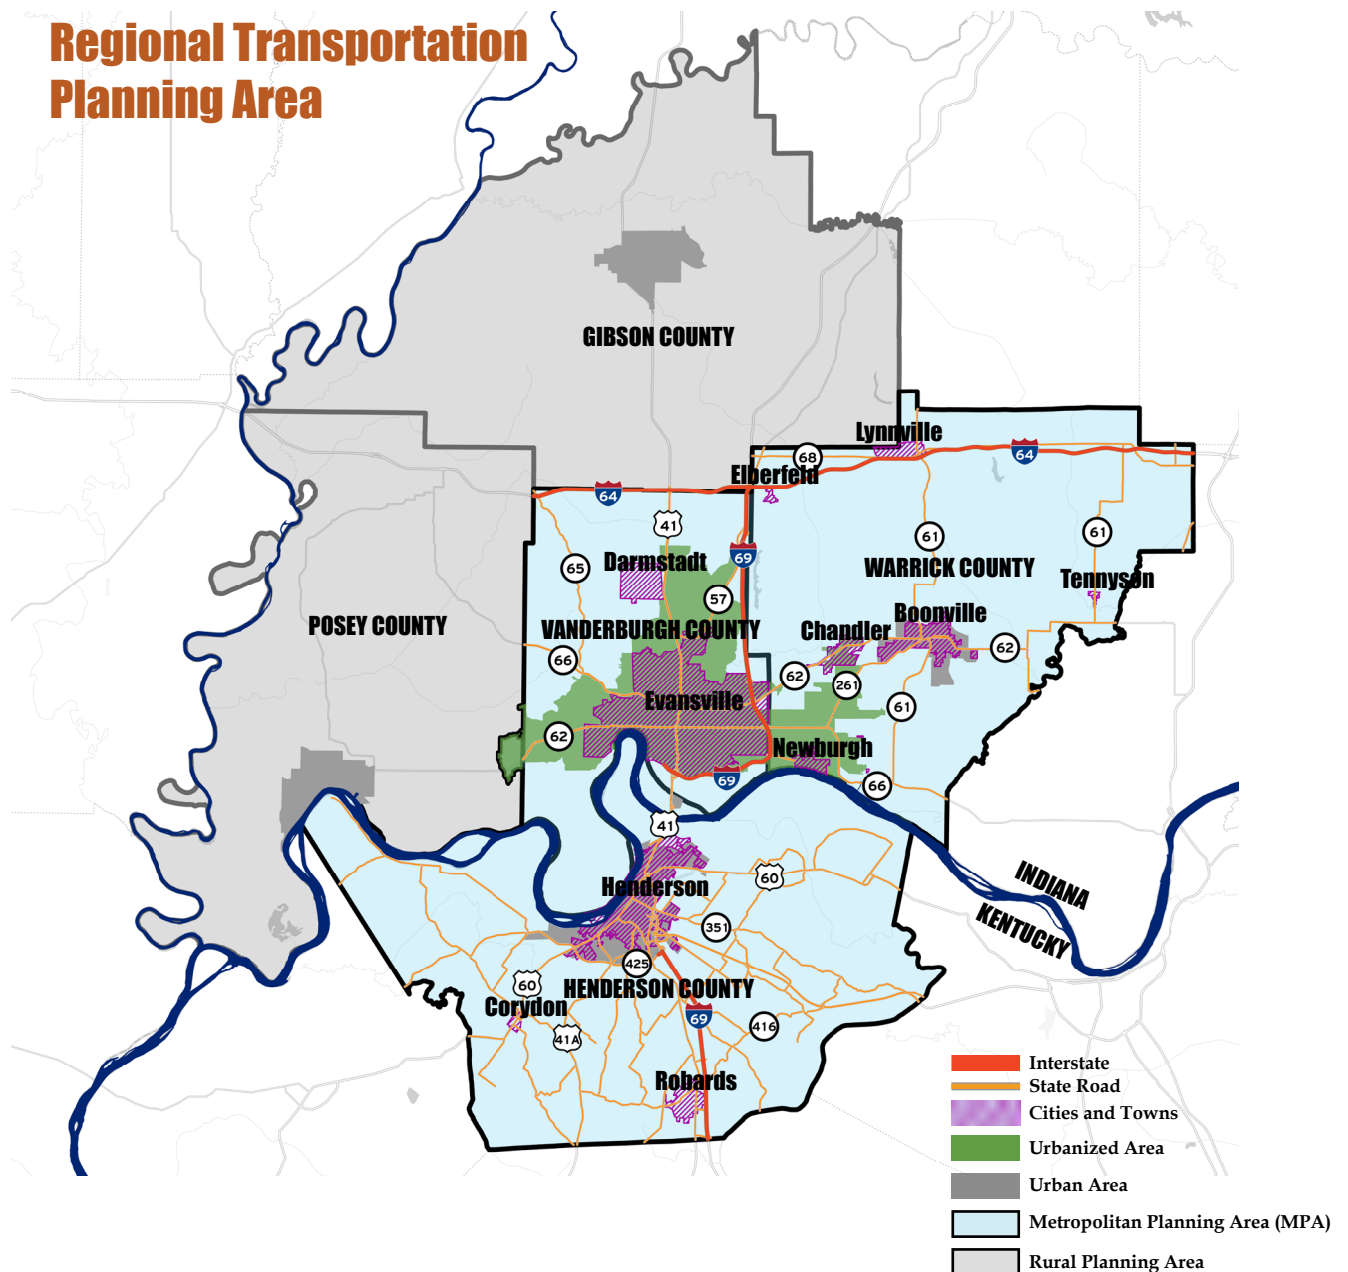 Regional Transportation
Planning Area
GIBSON COUNTY
Lynnville
68
64
Elberfeld
64
41
61
61
69
Darmstadt
65
WARRICK COUNTY
Tennyson
57
Boonville
POSEY COUNTY
VANDERBURGH COUNTY
Chandler
62
66
62
261
Evansville
61
62
Newburgh
69
66
41
INDIANA
60
Henderson
KENTUCKY
351
425
60
HENDERSON COUNTY
Corydon
69
416
41A
Robards
Interstate
State Road
Cities and Towns
Urbanized Area
Urban Area
Metropolitan Planning Area (MPA)
Rural Planning Area